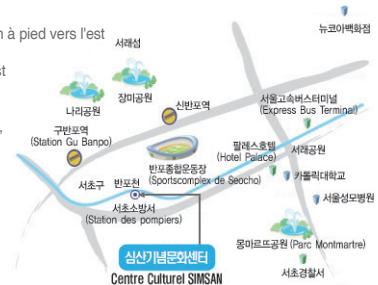 n à pied vers l'est
st
,
뉴코아백화점
서래섬
나라공원
장미공원
신반포역
서울고속버스터미널
(Express Bus Terminal)
구반포역
(Station Gu Banpo)
팔레스호텔
(Hotel Palace)
서래공원
반포종합운동장
(Sportscomplex de Seocho)
카톨릭대학교
서초구
반포천
서울성모병원
서초소방서
(Station des pompiers)
몽마르뜨공원 (Parc Montmartre)
심산기념문화센터
Centre Culturel SIMSAN
서초경찰서